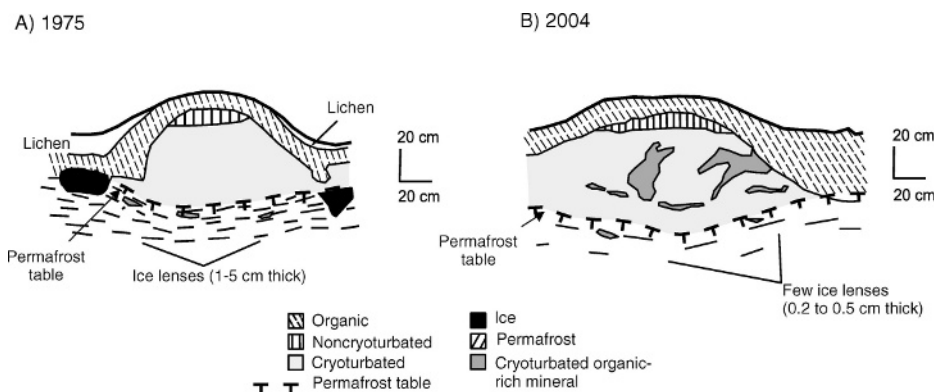 A) 1975
B) 2004
Lichen
Lichen
20 cm
20 cm
20 cm
20 cm
Permafrost
table
Ice lenses (1-5 cm thick)
Permafrost
table
Few ice lenses
(0.2 to 0.5 cm thick)
Organic
Noncryoturbated
Cryoturbated
Permafrost table
Ice
Permafrost
Cryoturbated organic-
rich mineral